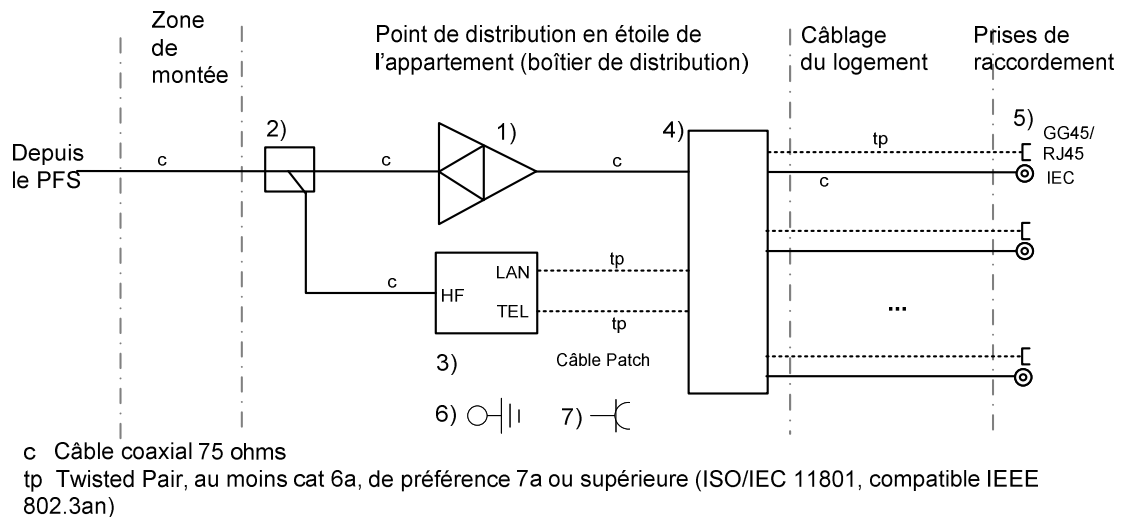 Zone
de
montée
Point de distribution en étoile de
l'appartement (boîtier de distribution)
Câblage
du logement
Prises de
raccordement
Depuis
le PFS
c
2)
c
1)
c
4)
tp
c
5)
GG45/
RJ45
IEC
c
HF
LAN
TEL
tp
tp
3)
Câble Patch
...
6)
7)
c Câble coaxial 75 ohms
tp Twisted Pair, au moins cat 6a, de préférence 7a ou supérieure (ISO/IEC 11801, compatible IEEE
802.3an)